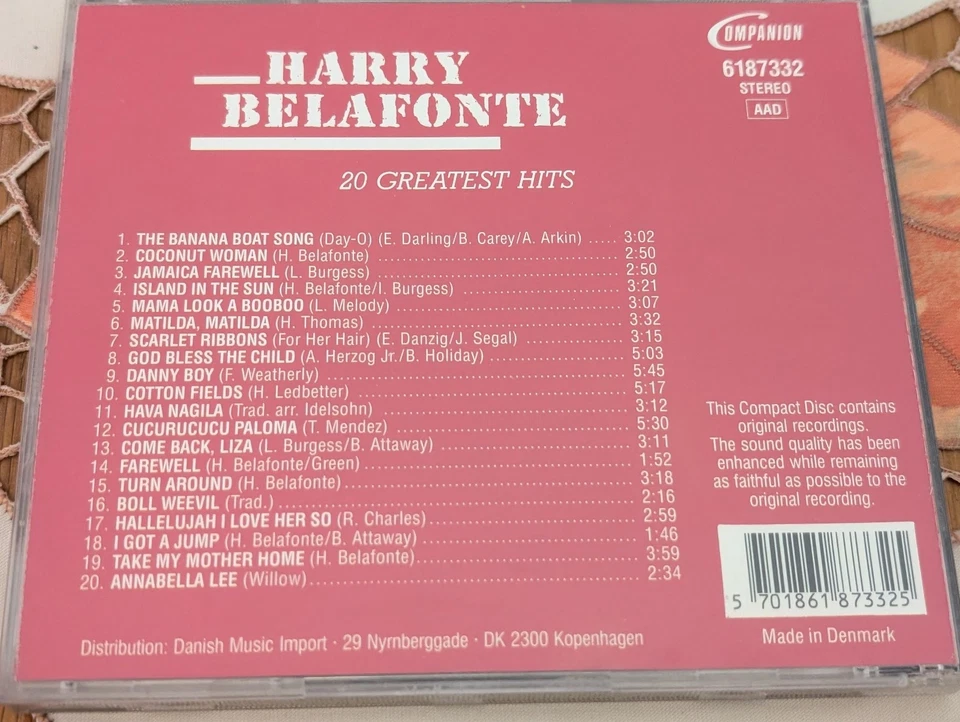 COMPANION
6187332
STEREO
AAD
HARRY
BELAFONTE
20 GREATEST HITS
1. THE BANANA BOAT SONG (Day-O) (E. Darling/B. Carey/A. Arkin) ..... 3:02
2. COCONUT WOMAN (H. Belafonte) ..... 2:50
3. JAMAICA FAREWELL (L. Burgess) ..... 2:50
4. ISLAND IN THE SUN (H. Belafonte/I. Burgess) ..... 3:21
5. MAMA LOOK A BOOBOO (L. Melody) ..... 3:07
6. MATILDA, MATILDA (H. Thomas) ..... 3:32
7. SCARLET RIBBONS (For Her Hair) (E. Danzig/J. Segal) ..... 3:15
8. GOD BLESS THE CHILD (A. Herzog Jr./B. Holiday) ..... 5:03
9. DANNY BOY (F. Weatherly) ..... 5:45
10. COTTON FIELDS (H. Ledbetter) ..... 5:17
11. HAVA NAGILA (Trad. arr. Idelsohn) ..... 3:12
12. CUCURUCUCU PALOMA (T. Mendez) ..... 5:30
13. COME BACK, LIZA (L. Burgess/B. Attaway) ..... 3:11
14. FAREWELL (H. Belafonte/Green) ..... 1:52
15. TURN AROUND (H. Belafonte) ..... 3:18
16. BOLL WEEVIL (Trad.) ..... 2:16
17. HALLELUJAH I LOVE HER SO (R. Charles) ..... 2:59
18. I GOT A JUMP (H. Belafonte/B. Attaway) ..... 1:46
19. TAKE MY MOTHER HOME (H. Belafonte) ..... 3:59
20. ANNABELLA LEE (Willow) ..... 2:34
This Compact Disc contains
original recordings.
The sound quality has been
enhanced while remaining
as faithful as possible to the
original recording.
5 701861 873325
Made in Denmark
Distribution: Danish Music Import · 29 Nyrnberggade · DK 2300 Kopenhagen